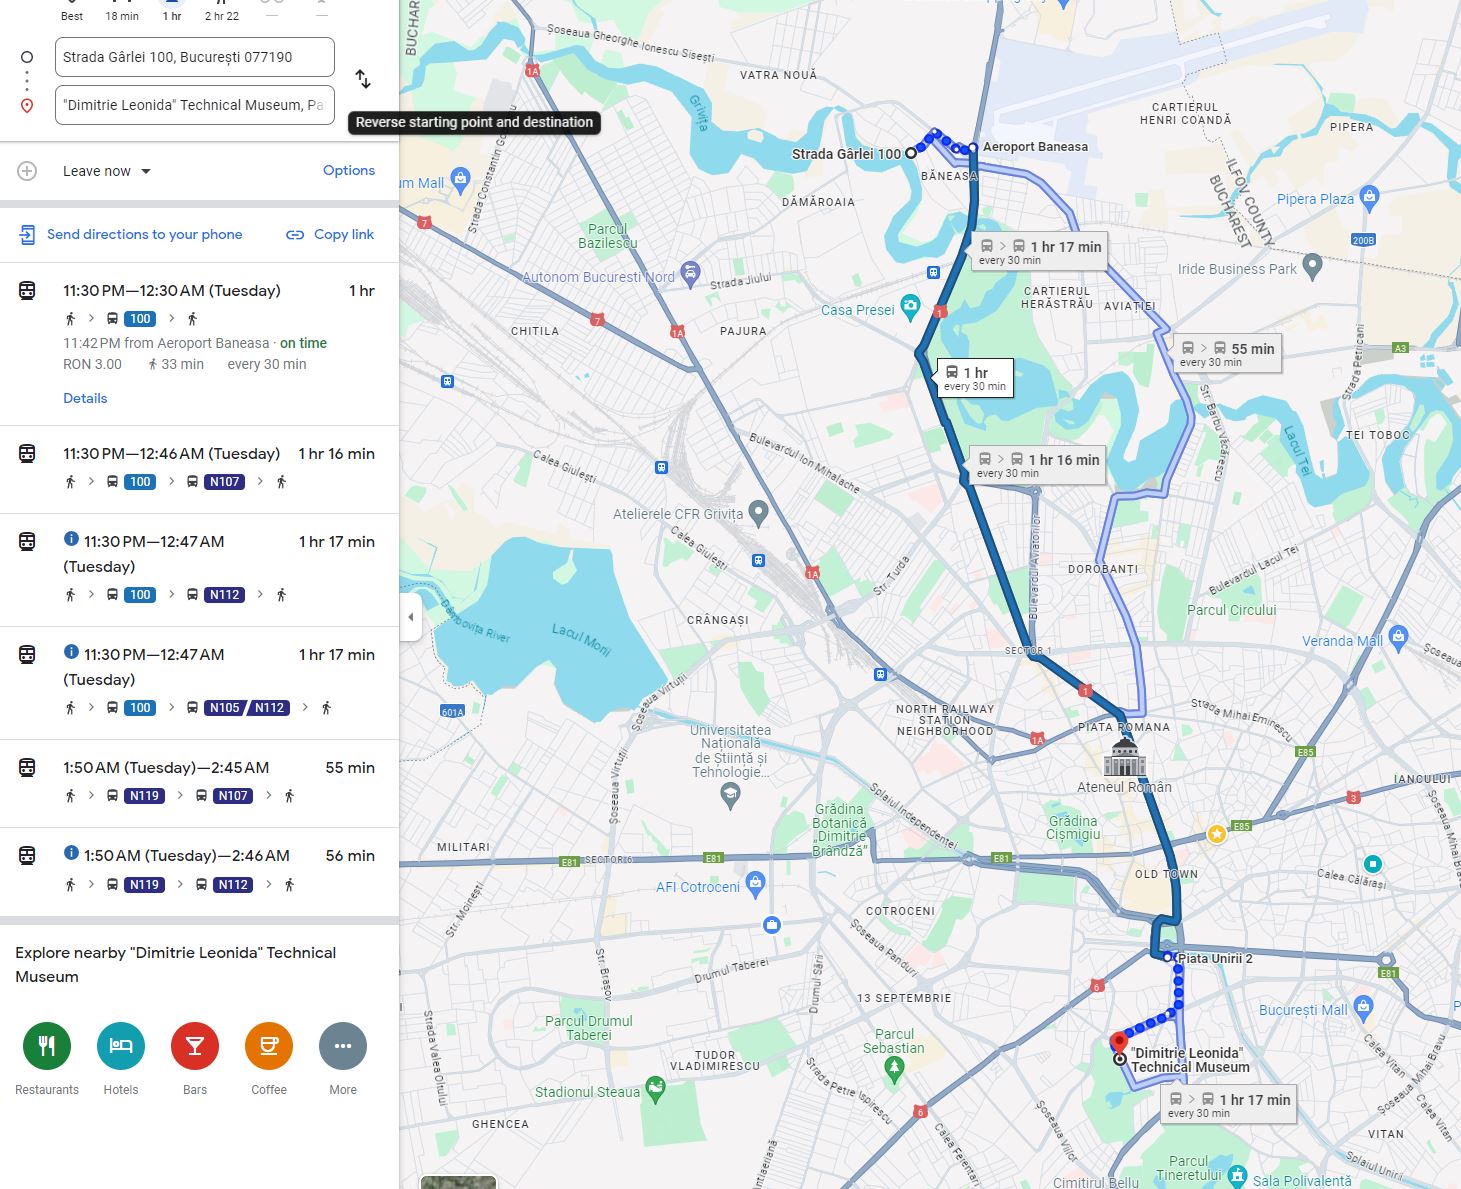 Best
18 min
1 hr
2 hr 22
—
—
Strada Gârlei 100, București 077190
"Dimitrie Leonida" Technical Museum, Pa
Reverse starting point and destination
Leave now
Options
Send directions to your phone
Copy link
11:30 PM—12:30 AM (Tuesday)
1 hr
100
11:42 PM from Aeroport Baneasa · on time
RON 3.00
33 min
every 30 min
Details
11:30 PM—12:46 AM (Tuesday)
1 hr 16 min
100
N107
11:30 PM—12:47 AM
(Tuesday)
1 hr 17 min
100
N112
11:30 PM—12:47 AM
(Tuesday)
1 hr 17 min
100
N105/N112
1:50 AM (Tuesday)—2:45 AM
55 min
N119
N107
1:50 AM (Tuesday)—2:46 AM
56 min
N119
N112
Explore nearby "Dimitrie Leonida" Technical
Museum
Restaurants
Hotels
Bars
Coffee
More
Șoseaua Gheorghe Ionescu Sisești
1A
VATRA NOUĂ
Grivița
CARTIERUL
HENRI COANDĂ
PIPERA
Strada Gârlei 100
Aeroport Baneasa
BĂNEASA
DĂMĂROAIA
um Mall
Strada Constantin God
7
Parcul
Bazilescu
ILFOV COUNTY
BUCHAREST
Pipera Plaza
200B
1 hr 17 min
every 30 min
Autonom Bucuresti Nord
Strada Jiului
Iride Business Park
CARTIERUL
HERĂSTRĂU
AVIAȚIEI
Casa Presei
1
CHITILA
7
1A
PAJURA
55 min
every 30 min
A3
Strada Petricani
1 hr
every 30 min
Str. Barbu Văcărescu
Lacul Tei
TEI TOBOC
Bulevardul Ion Mihalache
Calea Giulești
1 hr 16 min
every 30 min
Atelierele CFR Grivița
Calea Giulești
1A
Str. Turda
Bulevardul Aviatorilor
DOROBANȚI
Bulevardul Lacul Tei
Parcul Circului
Dâmbovița River
Lacul Morii
CRÂNGAȘI
SECTOR 1
Veranda Mall
Șoseau
601A
Șoseaua Virtuții
1
NORTH RAILWAY
STATION
NEIGHBORHOOD
1A
PIATA ROMANA
Strada Mihai Eminescu
E85
Universitatea
Națională
de Știință și
Tehnologie...
Șoseaua Virtuții
Ateneul Român
IANCULUI
3
Splaiul Independenței
Grădina
Botanică
„Dimitrie
Brândză"
Grădina
Cișmigiu
E85
MILITARI
E81
SECTOR 6
E81
E81
OLD TOWN
Calea Călărași
AFI Cotroceni
Str. Moinești
COTROCENI
Șoseaua Panduri
Str. Brașov
Drumul Taberei
Drumul Sării
Piata Unirii 2
E81
6
13 SEPTEMBRIE
București Mall
Strada Valea Oltului
Parcul Drumul
Taberei
Parcul
Sebastian
TUDOR
VLADIMIRESCU
"Dimitrie Leonida"
Technical Museum
Calea Vitan
Stadionul Steaua
Strada Petre Ispirescu
6
1 hr 17 min
every 30 min
GHENCEA
Șoseaua Viilor
VITAN
Calea Vitan
Calea Ferentari
Parcul
Tineretului
Splaiul Unirii
Cimitirul Bellu
Sala Polivalentă